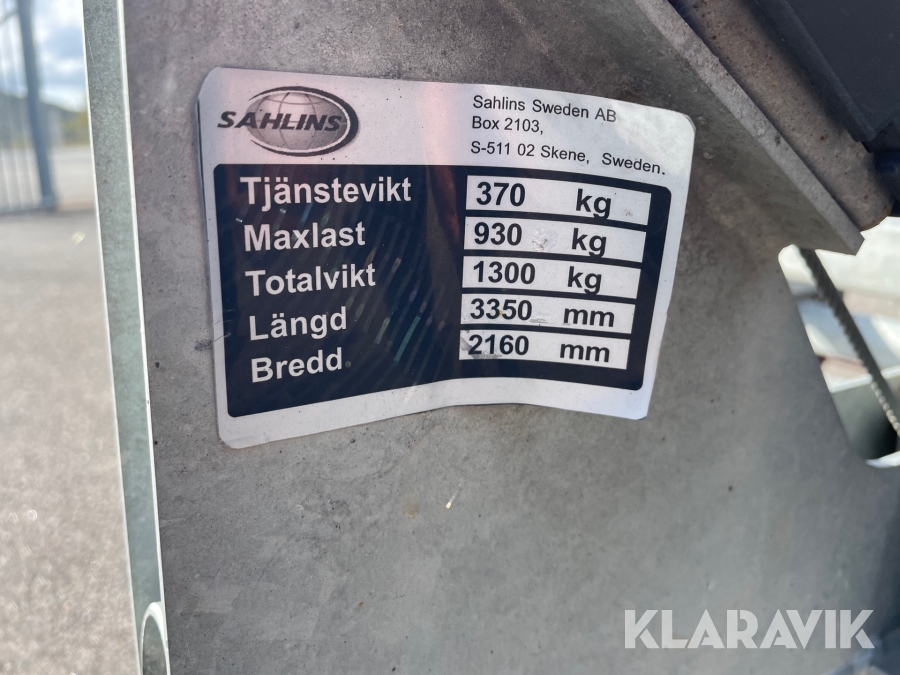 SAHLINS
Sahlins Sweden AB
Box 2103,
S-511 02 Skene, Sweden.
Tjänstevikt 370 kg
Maxlast 930 kg
Totalvikt 1300 kg
Längd 3350 mm
Bredd 2160 mm
KLARAVIK